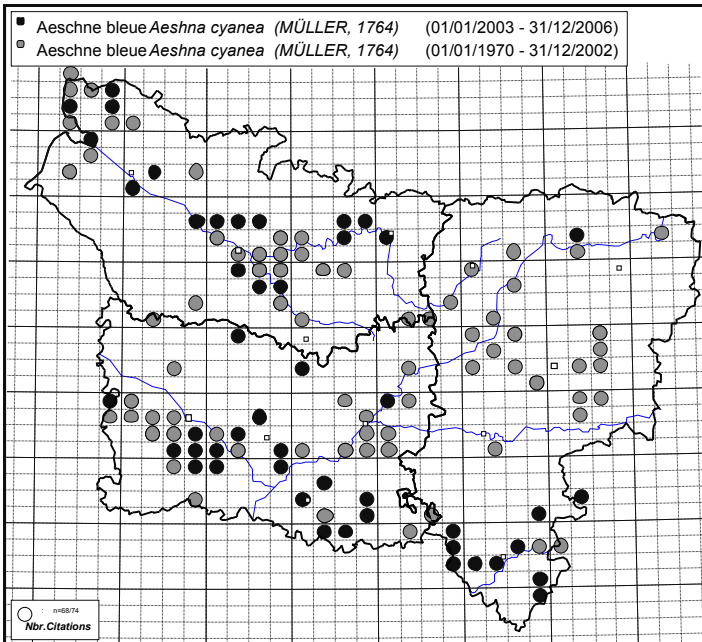 Aeschne bleue Aeshna cyanea (MÜLLER, 1764) (01/01/2003 - 31/12/2006)
Aeschne bleue Aeshna cyanea (MÜLLER, 1764) (01/01/1970 - 31/12/2002)
: n=68/74
Nbr.Citations